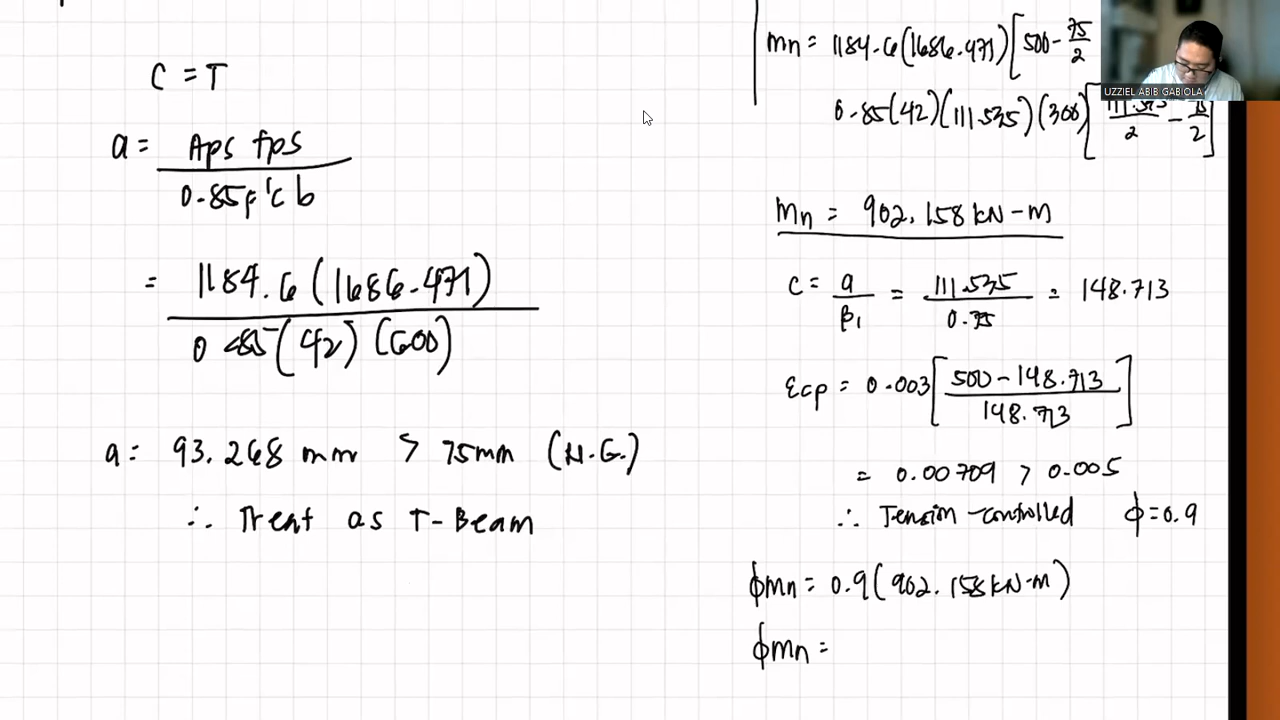 C = T
a = Aps fps
0.85f'c b
= 1184.6 (1686.471)
0.85 (42) (600)
a = 93.268 mm > 75mm (N.G.)
∴ Treat as T-Beam
Mn = 1184.6 (1686.471) [500 - 75/2
0.85(42)(111.535)(300) [111.535/2 - 75/2]
Mn = 902.158 kN-m
C = a/β1 = 111.535/0.75 = 148.713
εcp = 0.003 [500 - 148.713 / 148.713]
= 0.00709 > 0.005
∴ Tension-controlled ϕ = 0.9
ϕMn = 0.9(902.158 kN-m)
ϕMn =
UZZIEL ABIB GABIOLA